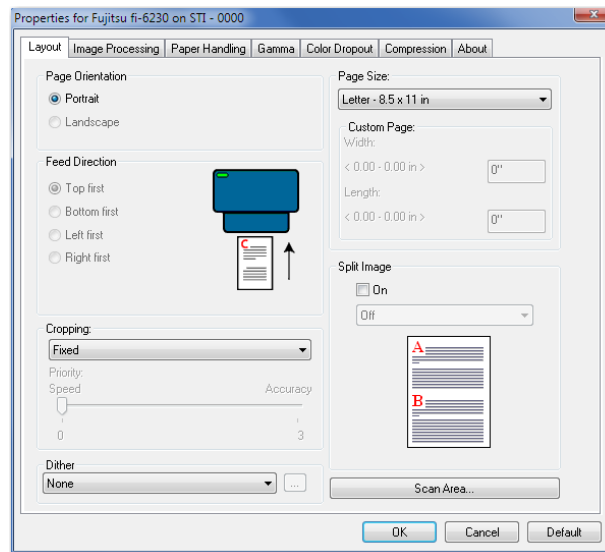 Properties for Fujitsu fi-6230 on STI - 0000
Layout Image Processing Paper Handling Gamma Color Dropout Compression About
Page Orientation
Portrait
Landscape
Feed Direction
Top first
Bottom first
Left first
Right first
C
Cropping:
Fixed
Priority:
Speed Accuracy
0 3
Dither
None ...
Page Size:
Letter - 8.5 x 11 in
Custom Page:
Width:
< 0.00 - 0.00 in > 0"
Length:
< 0.00 - 0.00 in > 0"
Split Image
On
Off
A
B
Scan Area...
OK Cancel Default